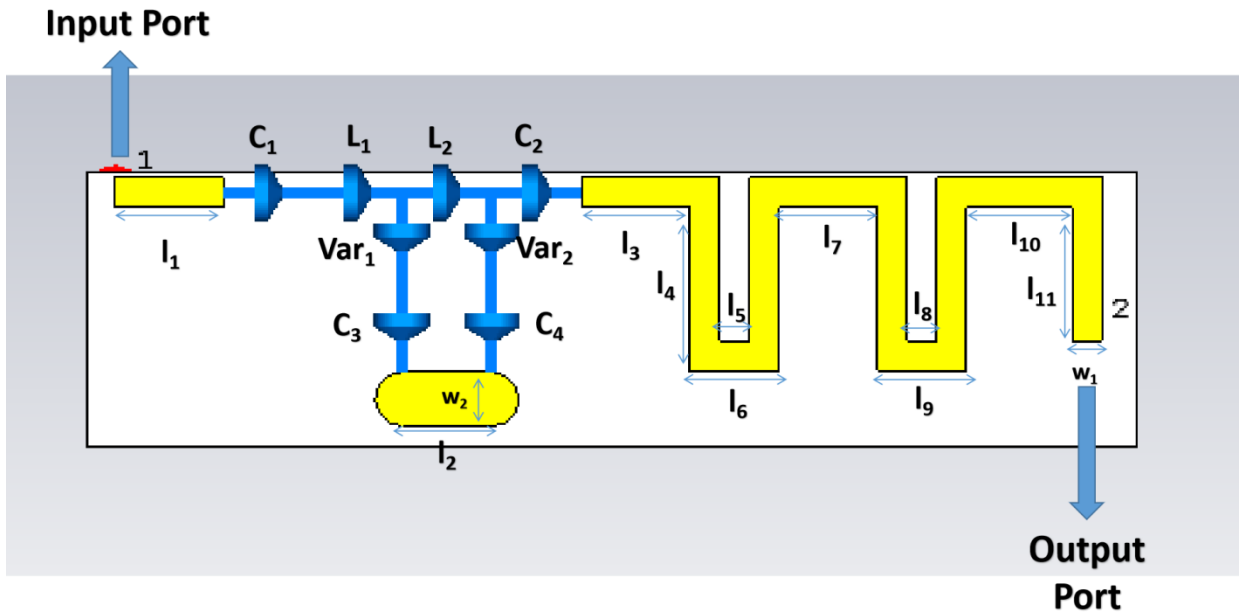 Input Port
1
C₁
L₁
L₂
C₂
l₁
Var₁
Var₂
l₃
l₄
l₅
l₇
l₈
l₁₀
l₁₁
2
C₃
C₄
w₂
l₂
l₆
l₉
w₁
Output
Port